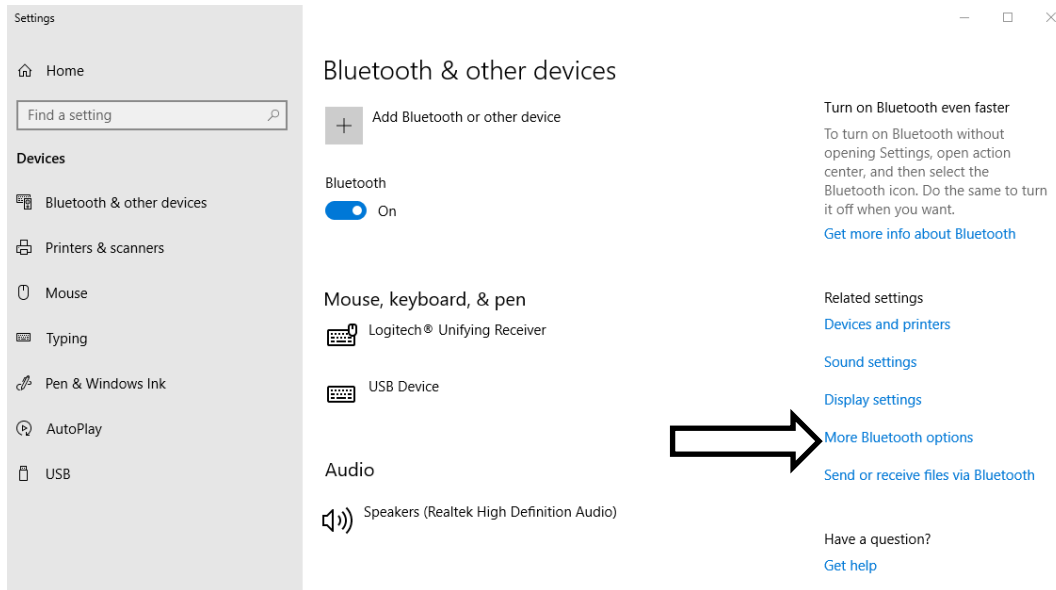 Settings
Home
Find a setting
Devices
Bluetooth & other devices
Printers & scanners
Mouse
Typing
Pen & Windows Ink
AutoPlay
USB
Bluetooth & other devices
Add Bluetooth or other device
Bluetooth
On
Mouse, keyboard, & pen
Logitech® Unifying Receiver
USB Device
Audio
Speakers (Realtek High Definition Audio)
Turn on Bluetooth even faster
To turn on Bluetooth without
opening Settings, open action
center, and then select the
Bluetooth icon. Do the same to turn
it off when you want.
Get more info about Bluetooth
Related settings
Devices and printers
Sound settings
Display settings
More Bluetooth options
Send or receive files via Bluetooth
Have a question?
Get help